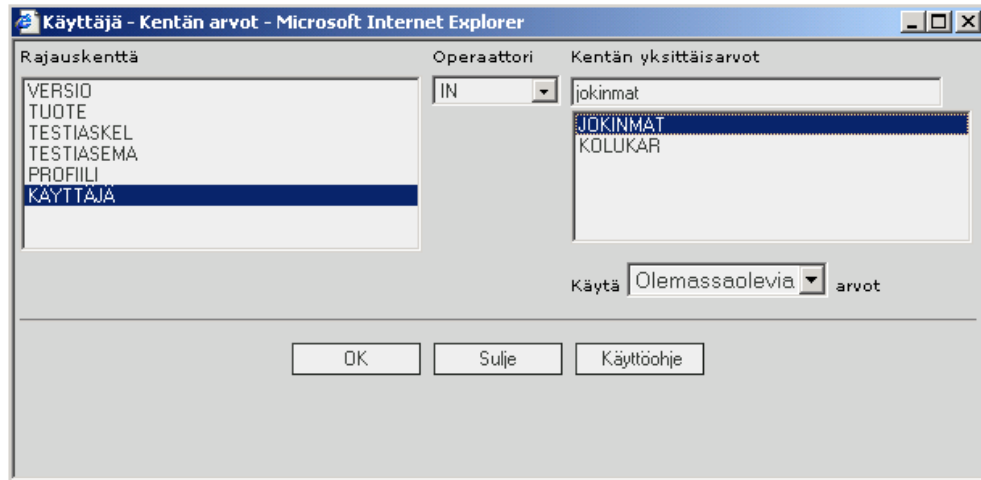 Käyttäjä - Kentän arvot - Microsoft Internet Explorer
Rajauskenttä
VERSIO
TUOTE
TESTIASKEL
TESTIASEMA
PROFIILI
KÄYTTÄJÄ
Operaattori
IN
Kentän yksittäisarvot
jokinmat
JOKINMAT
KOLUKAR
Käytä Olemassaolevia arvot
OK Sulje Käyttöohje